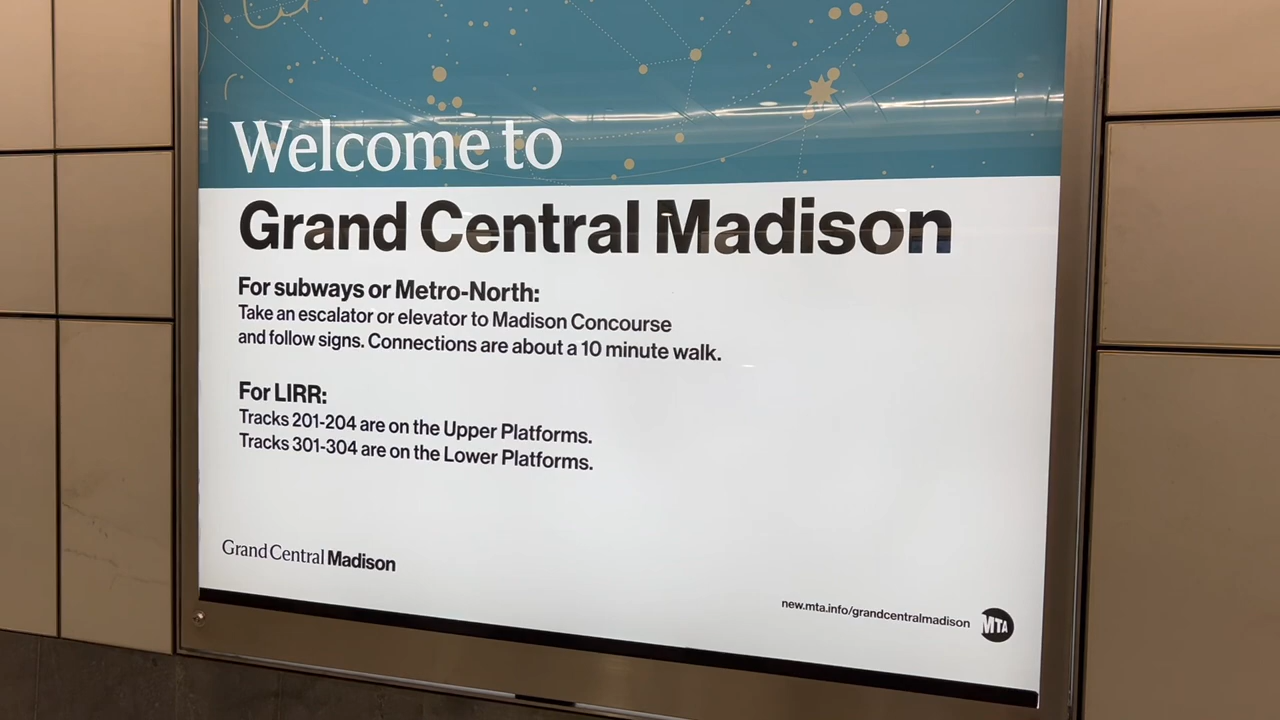 Welcome to
Grand Central Madison
For subways or Metro-North:
Take an escalator or elevator to Madison Concourse
and follow signs. Connections are about a 10 minute walk.
For LIRR:
Tracks 201-204 are on the Upper Platforms.
Tracks 301-304 are on the Lower Platforms.
Grand Central Madison
new.mta.info/grandcentralmadison
MTA